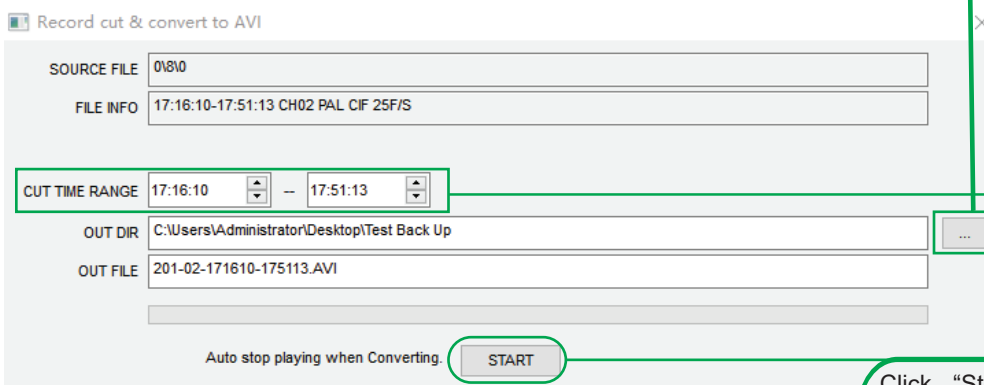 Record cut & convert to AVI
SOURCE FILE 0\8\0
FILE INFO 17:16:10-17:51:13 CH02 PAL CIF 25F/S
CUT TIME RANGE 17:16:10 -- 17:51:13
OUT DIR C:\Users\Administrator\Desktop\Test Back Up ...
OUT FILE 201-02-171610-175113.AVI
Auto stop playing when Converting. START
Click